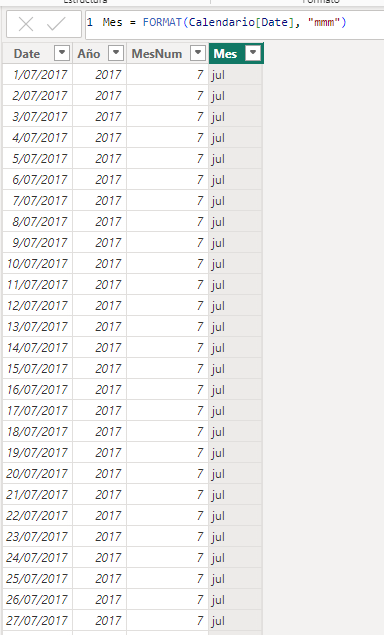 Estructura Formato
1 Mes = FORMAT(Calendario[Date], "mmm")
Date Año MesNum Mes
1/07/2017 2017 7 jul
2/07/2017 2017 7 jul
3/07/2017 2017 7 jul
4/07/2017 2017 7 jul
5/07/2017 2017 7 jul
6/07/2017 2017 7 jul
7/07/2017 2017 7 jul
8/07/2017 2017 7 jul
9/07/2017 2017 7 jul
10/07/2017 2017 7 jul
11/07/2017 2017 7 jul
12/07/2017 2017 7 jul
13/07/2017 2017 7 jul
14/07/2017 2017 7 jul
15/07/2017 2017 7 jul
16/07/2017 2017 7 jul
17/07/2017 2017 7 jul
18/07/2017 2017 7 jul
19/07/2017 2017 7 jul
20/07/2017 2017 7 jul
21/07/2017 2017 7 jul
22/07/2017 2017 7 jul
23/07/2017 2017 7 jul
24/07/2017 2017 7 jul
25/07/2017 2017 7 jul
26/07/2017 2017 7 jul
27/07/2017 2017 7 jul